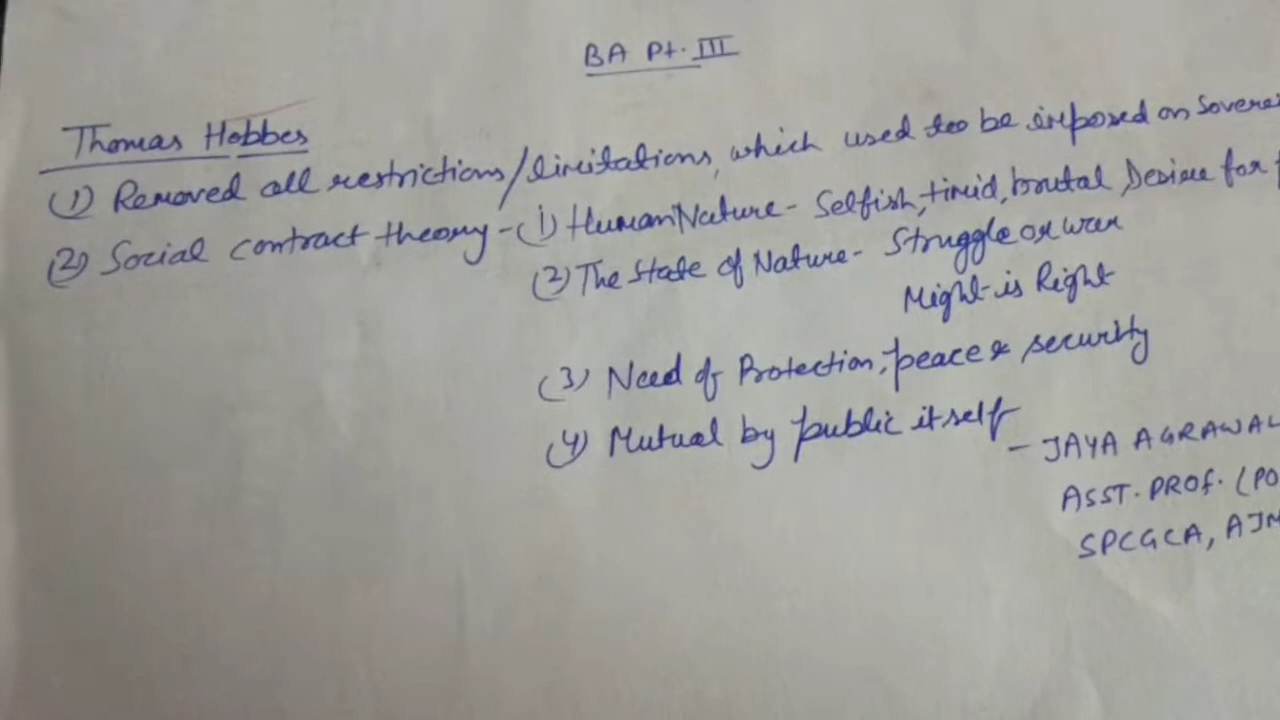 BA Pt. III
Thomas Hobbes
(1) Removed all restrictions/limitations, which used to be imposed on Soverei
(2) Social contract theory - (1) Human Nature - Selfish, timid, brutal, Desire for
(2) The State of Nature - Struggle or war
Might is Right
(3) Need of Protection, peace & security
(4) Mutual by public itself
- JAYA AGRAWAL
ASST. PROF. (PO
SPCGCA, AJM